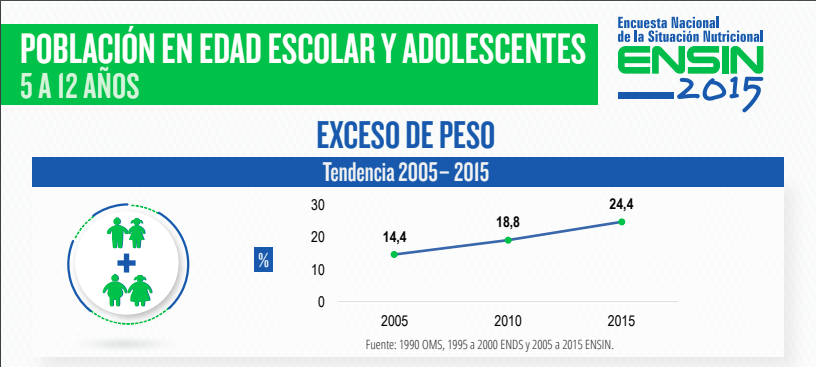 POBLACIÓN EN EDAD ESCOLAR Y ADOLESCENTES
5 A 12 AÑOS
Encuesta Nacional
de la Situación Nutricional
ENSIN
2015
EXCESO DE PESO
Tendencia 2005– 2015
%
30
20
10
0
14,4
18,8
24,4
2005
2010
2015
Fuente: 1990 OMS, 1995 a 2000 ENDS y 2005 a 2015 ENSIN.